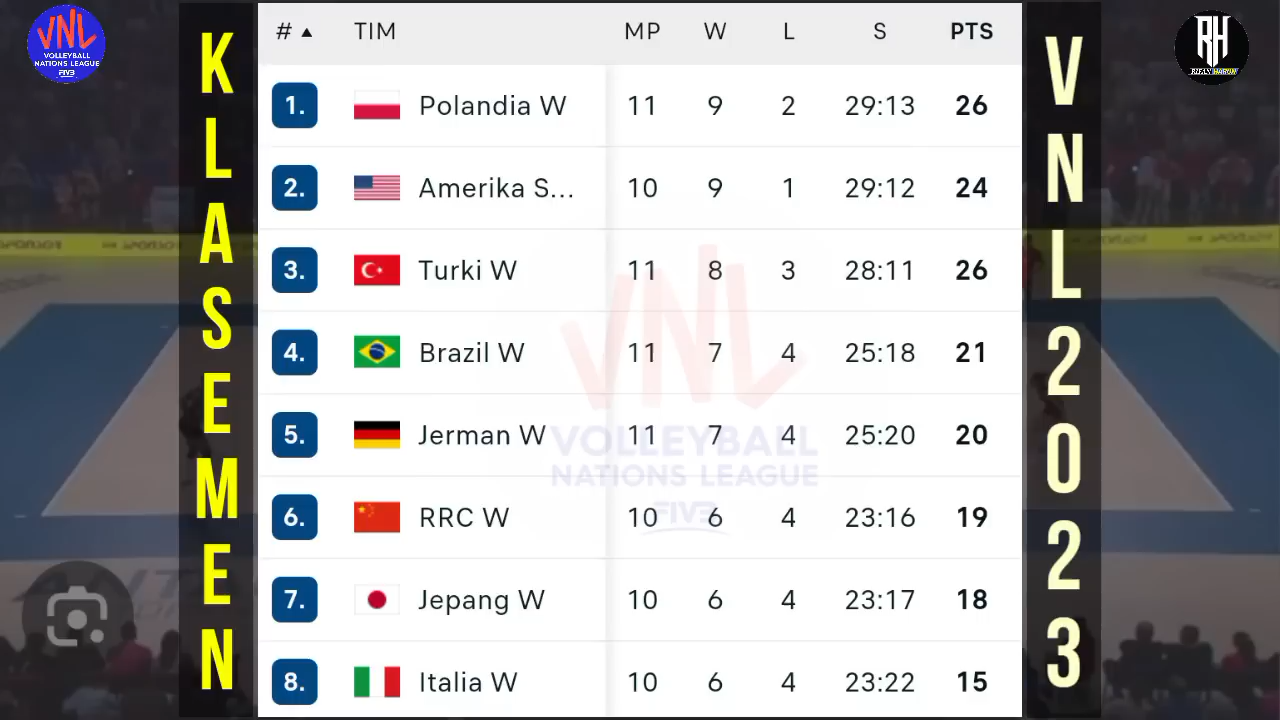 VNL
VOLLEYBALL
NATIONS LEAGUE
FIVB
KLASEMEN
# ▲ TIM MP W L S PTS
1. Polandia W 11 9 2 29:13 26
2. Amerika S... 10 9 1 29:12 24
3. Turki W 11 8 3 28:11 26
4. Brazil W 11 7 4 25:18 21
5. Jerman W 11 7 4 25:20 20
6. RRC W 10 6 4 23:16 19
7. Jepang W 10 6 4 23:17 18
8. Italia W 10 6 4 23:22 15
VNL
VOLLEYBALL
NATIONS LEAGUE
FIVB
VNL2023
RH